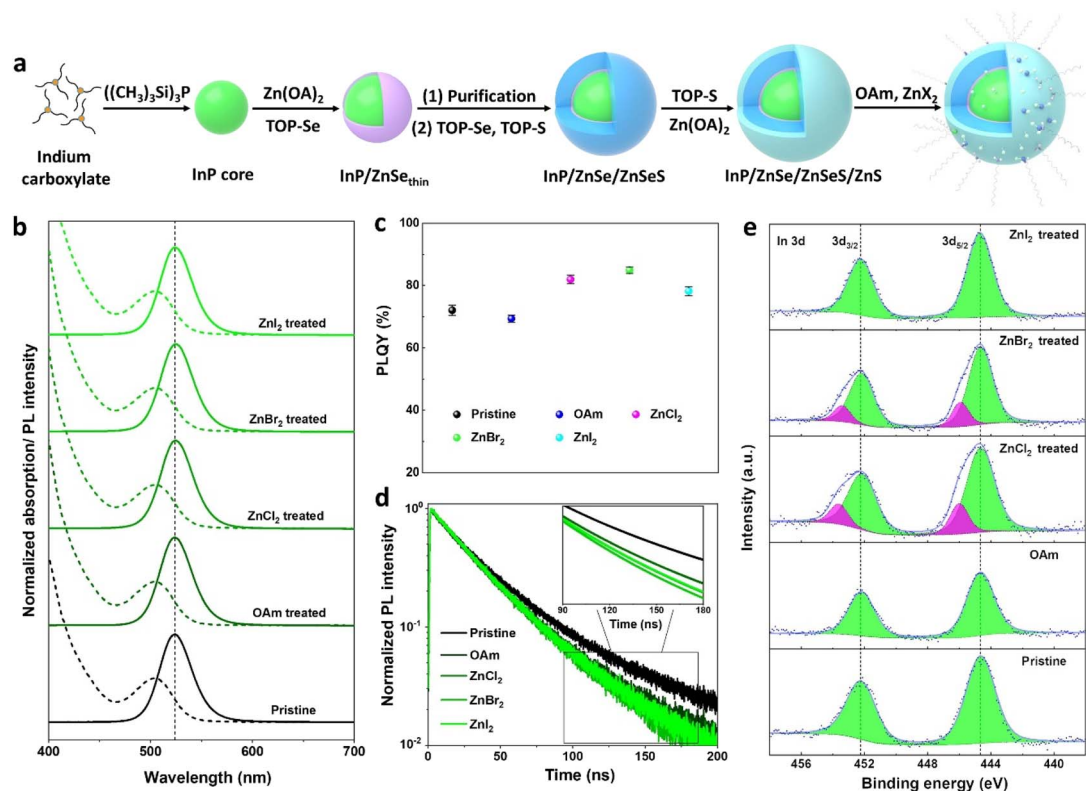 a
((CH₃)₃Si)₃P
Zn(OA)₂
TOP-Se
(1) Purification
(2) TOP-Se, TOP-S
TOP-S
Zn(OA)₂
OAm, ZnX₂
Indium
carboxylate
InP core
InP/ZnSe_thin
InP/ZnSe/ZnSeS
InP/ZnSe/ZnSeS/ZnS
b
Normalized absorption/ PL intensity
ZnI₂ treated
ZnBr₂ treated
ZnCl₂ treated
OAm treated
Pristine
400 500 600 700
Wavelength (nm)
c
PLQY (%)
100
80
60
40
20
Pristine OAm ZnCl₂
ZnBr₂ ZnI₂
d
Normalized PL intensity
10⁰
10⁻¹
10⁻²
Pristine
OAm
ZnCl₂
ZnBr₂
ZnI₂
90 120 150 180
Time (ns)
0 50 100 150 200
Time (ns)
e
Intensity (a.u.)
In 3d 3d₃/₂ 3d₅/₂ ZnI₂ treated
ZnBr₂ treated
ZnCl₂ treated
OAm
Pristine
456 452 448 444 440
Binding energy (eV)